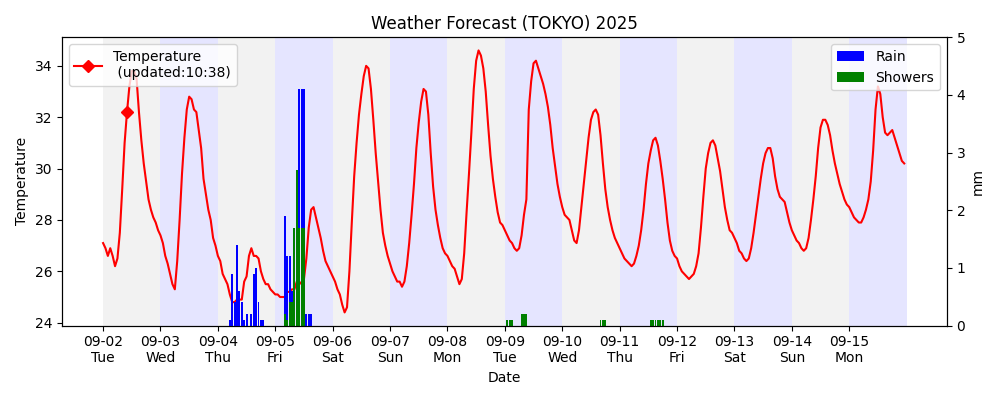 Weather Forecast (TOKYO) 2025
Temperature
(updated:10:38)
Rain
Showers
Temperature
34
32
30
28
26
24
5
4
3
2
1
0
mm
09-02 09-03 09-04 09-05 09-06 09-07 09-08 09-09 09-10 09-11 09-12 09-13 09-14 09-15
Tue Wed Thu Fri Sat Sun Mon Tue Wed Thu Fri Sat Sun Mon
Date